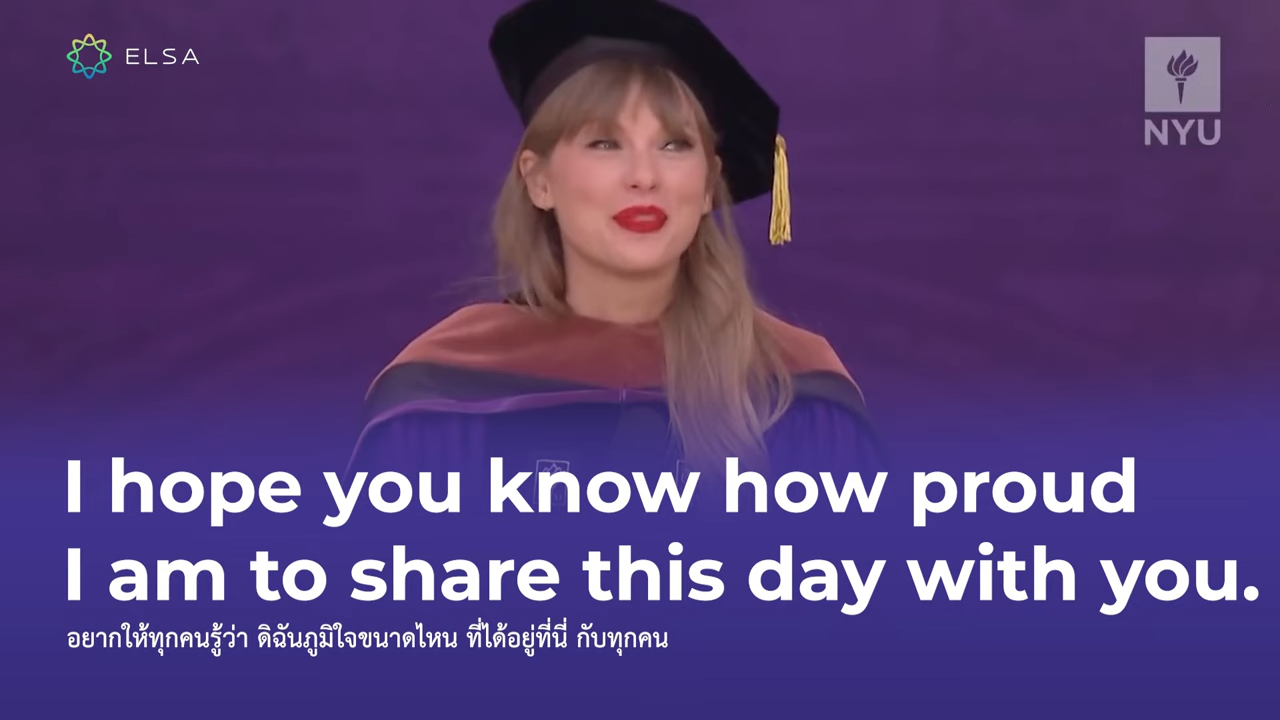 ELSA
NYU
I hope you know how proud
I am to share this day with you.
อยากให้ทุกคนรู้ว่า ดิฉันภูมิใจขนาดไหน ที่ได้อยู่ที่นี่ กับทุกคน